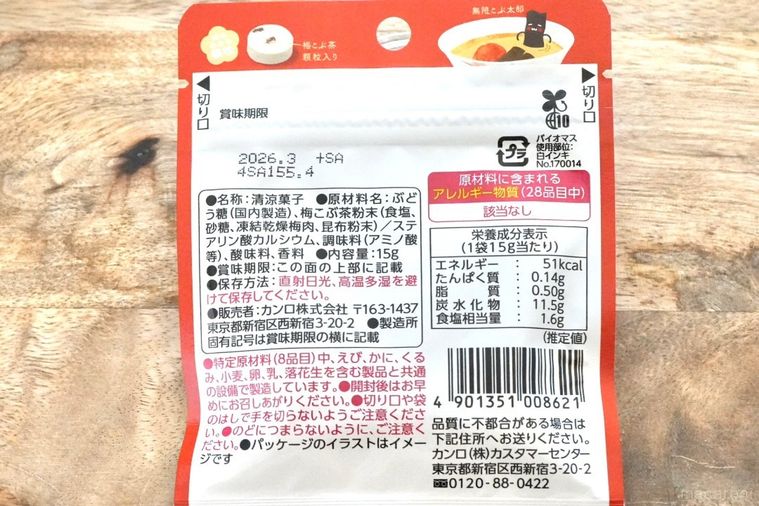 梅こぶ茶
顆粒入り
無限こぶ太郎
切り口
切り口
賞味期限
2026.3 +SA
4SA155.4
10
バイオマス
使用部位:
白インキ
No.170014
プラ
●名称:清涼菓子 ●原材料名:ぶど
う糖(国内製造)、梅こぶ茶粉末(食塩、
砂糖、凍結乾燥梅肉、昆布粉末)/ステ
アリン酸カルシウム、調味料(アミノ酸
等)、酸味料、香料 ●内容量:15g
●賞味期限:この面の上部に記載
●保存方法:直射日光、高温多湿を避
けて保存してください。
●販売者:カンロ株式会社 〒163-1437
東京都新宿区西新宿3-20-2 ●製造所
固有記号は賞味期限の横に記載
●特定原材料(8品目)中、えび、かに、くる
み、小麦、卵、乳、落花生を含む製品と共通
の設備で製造しています。●開封後はお早
めにお召しあがりください。●切り口や袋
のはしで手を切らないようご注意くださ
い。●のどにつまらないように、ご注意く
ださい。●パッケージのイラストはイメー
ジです
原材料に含まれる
アレルギー物質(28品目中)
該当なし
栄養成分表示
(1袋15g当たり)
エネルギー : 51kcal
たんぱく質 : 0.14g
脂質 : 0.50g
炭水化物 : 11.5g
食塩相当量 : 1.6g
(推定値)
4 901351 008621
品質に不都合がある場合は
下記住所へお送りください。
カンロ(株)カスタマーセンター
東京都新宿区西新宿3-20-2
0120-88-0422
macaroni